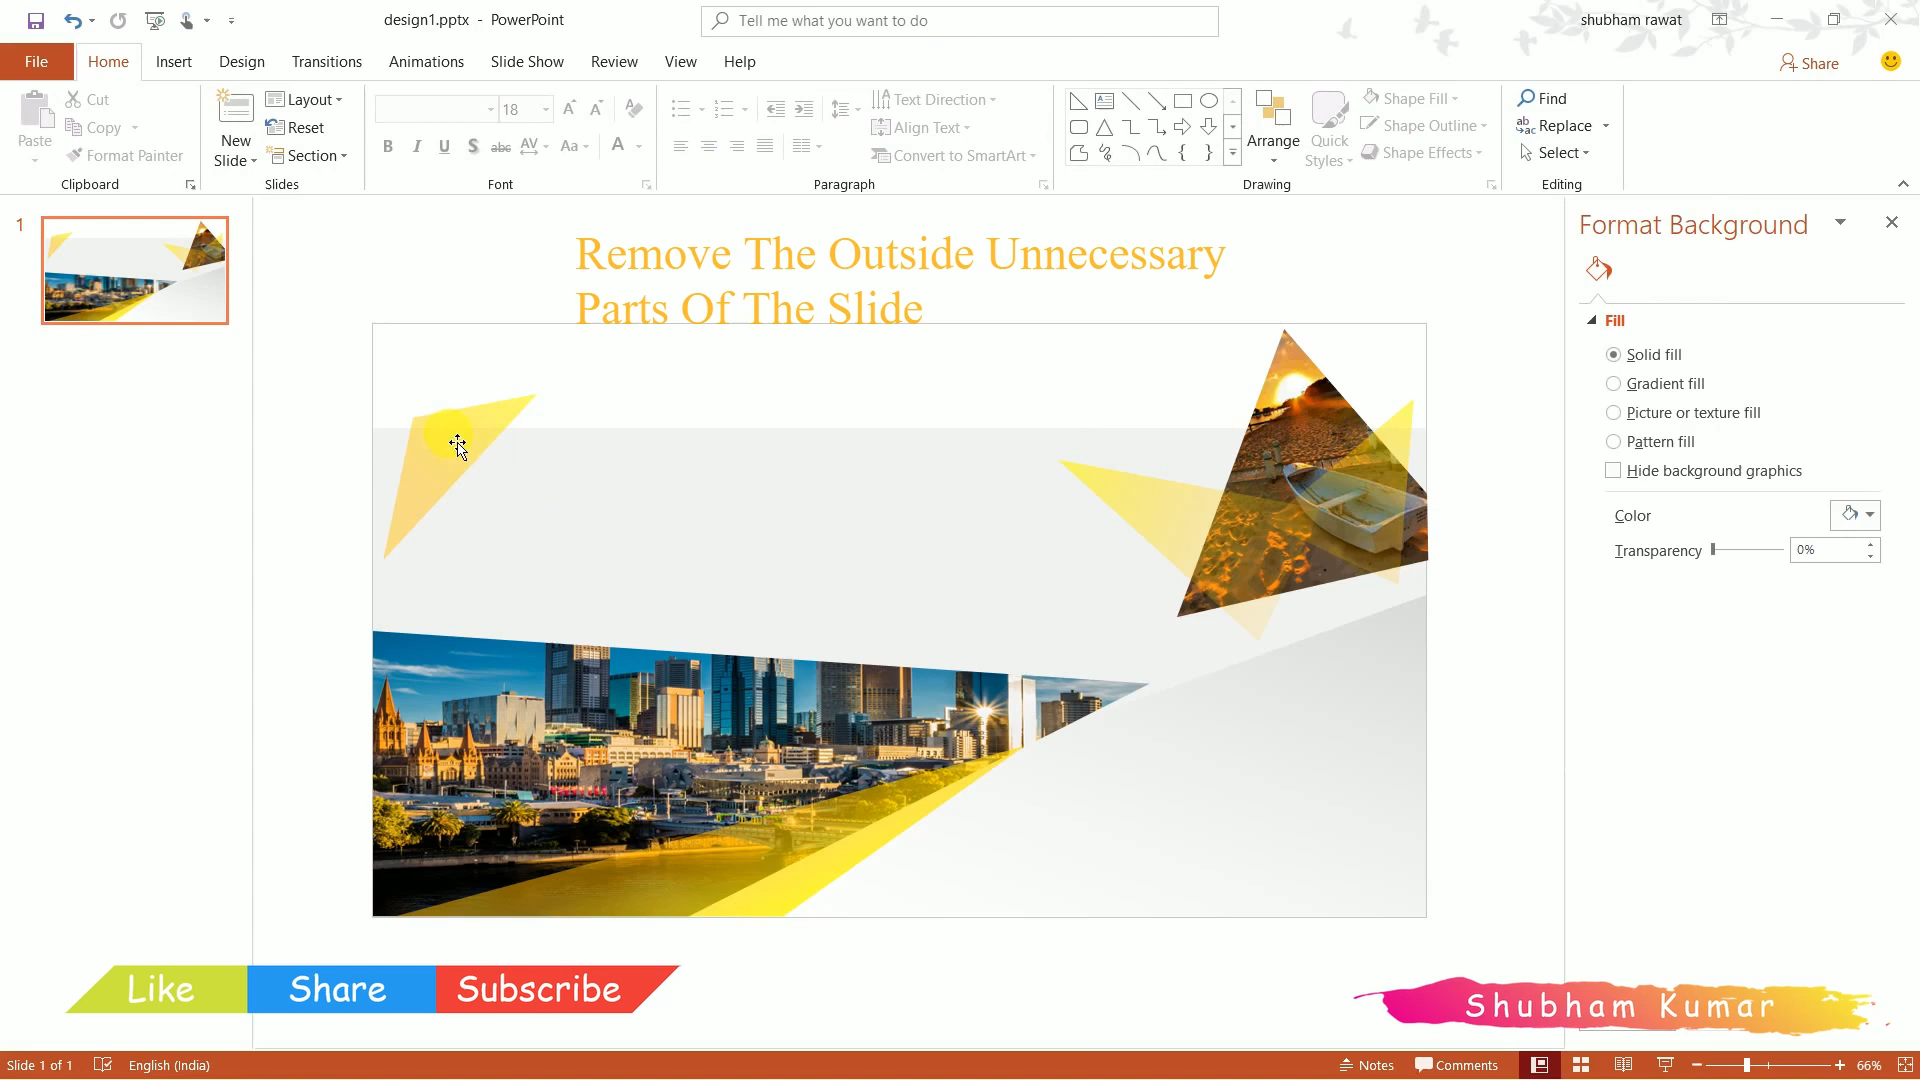 design1.pptx - PowerPoint
Tell me what you want to do
shubham rawat
File Home Insert Design Transitions Animations Slide Show Review View Help
Share
Paste
Cut
Copy
Format Painter
Clipboard
New Slide
Layout
Reset
Section
Slides
18
B I U S abc AV Aa A
Font
Text Direction
Align Text
Convert to SmartArt
Paragraph
Arrange
Quick Styles
Shape Fill
Shape Outline
Shape Effects
Drawing
Find
Replace
Select
Editing
1
Remove The Outside Unnecessary
Parts Of The Slide
Format Background
Fill
Solid fill
Gradient fill
Picture or texture fill
Pattern fill
Hide background graphics
Color
Transparency 0%
Like Share Subscribe
Shubham Kumar
Slide 1 of 1 English (India) Notes Comments 66%